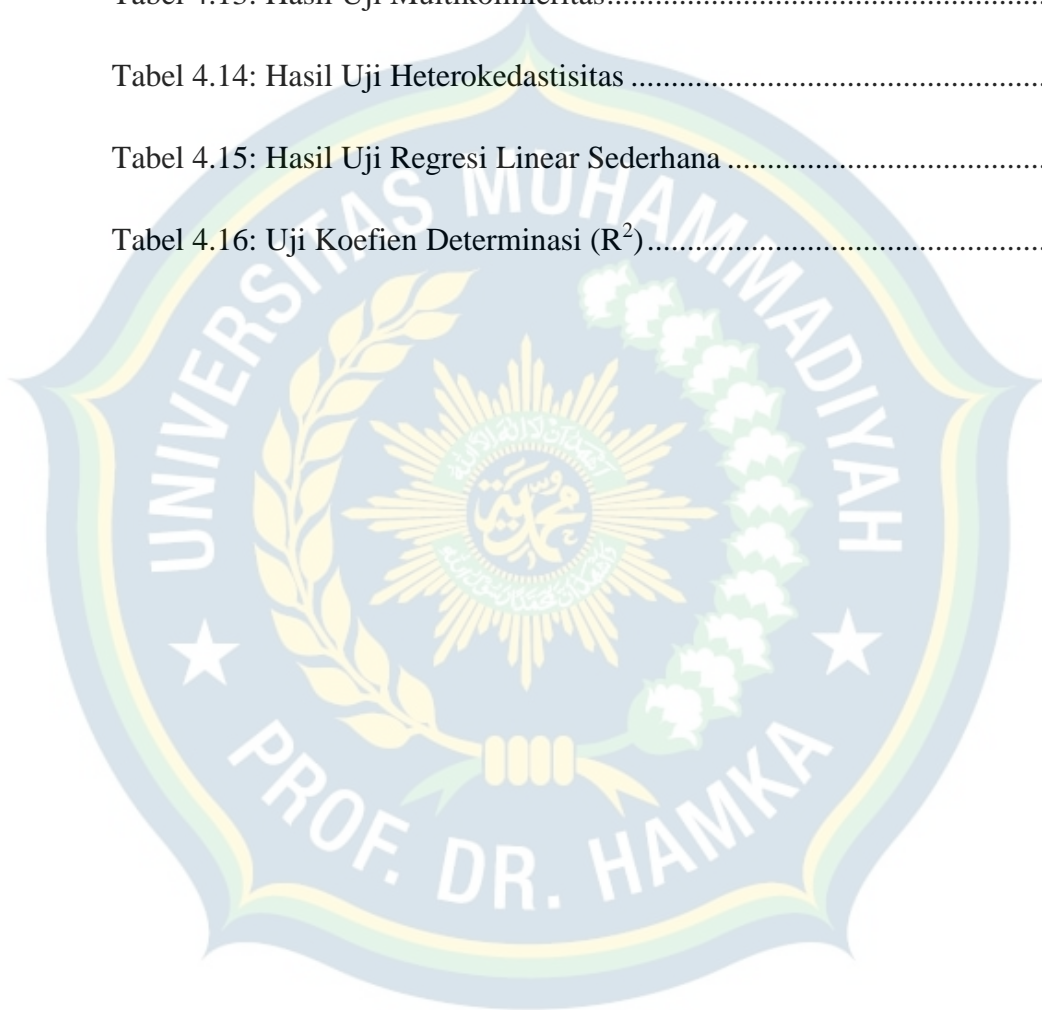 Tabel 4.14: Hasil Uji Heterokedastisitas ....................................................
Tabel 4.15: Hasil Uji Regresi Linear Sederhana ........................................
Tabel 4.16: Uji Koefien Determinasi (R²) ..................................................
UNIVERSITAS MUHAMMADIYAH
محمدية
PROF. DR. HAMKA